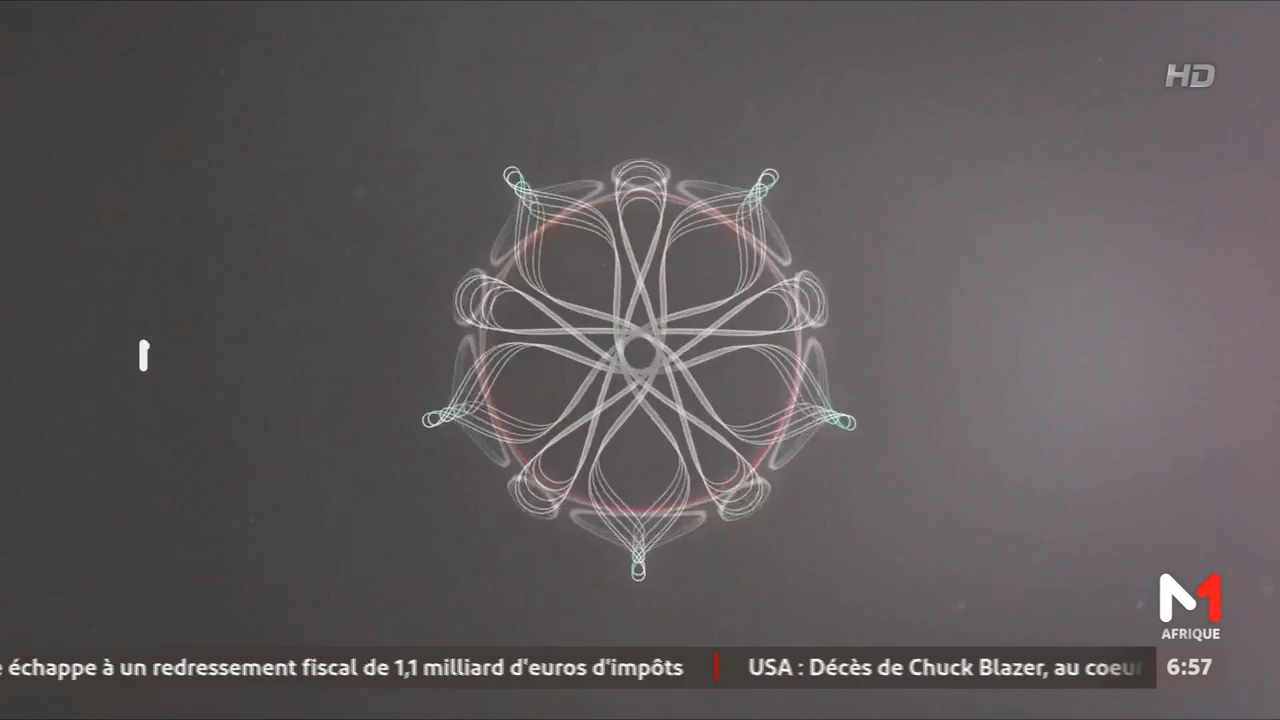 HD
M1
AFRIQUE
échappe à un redressement fiscal de 1,1 milliard d'euros d'impôts | USA : Décès de Chuck Blazer, au coeur
6:57